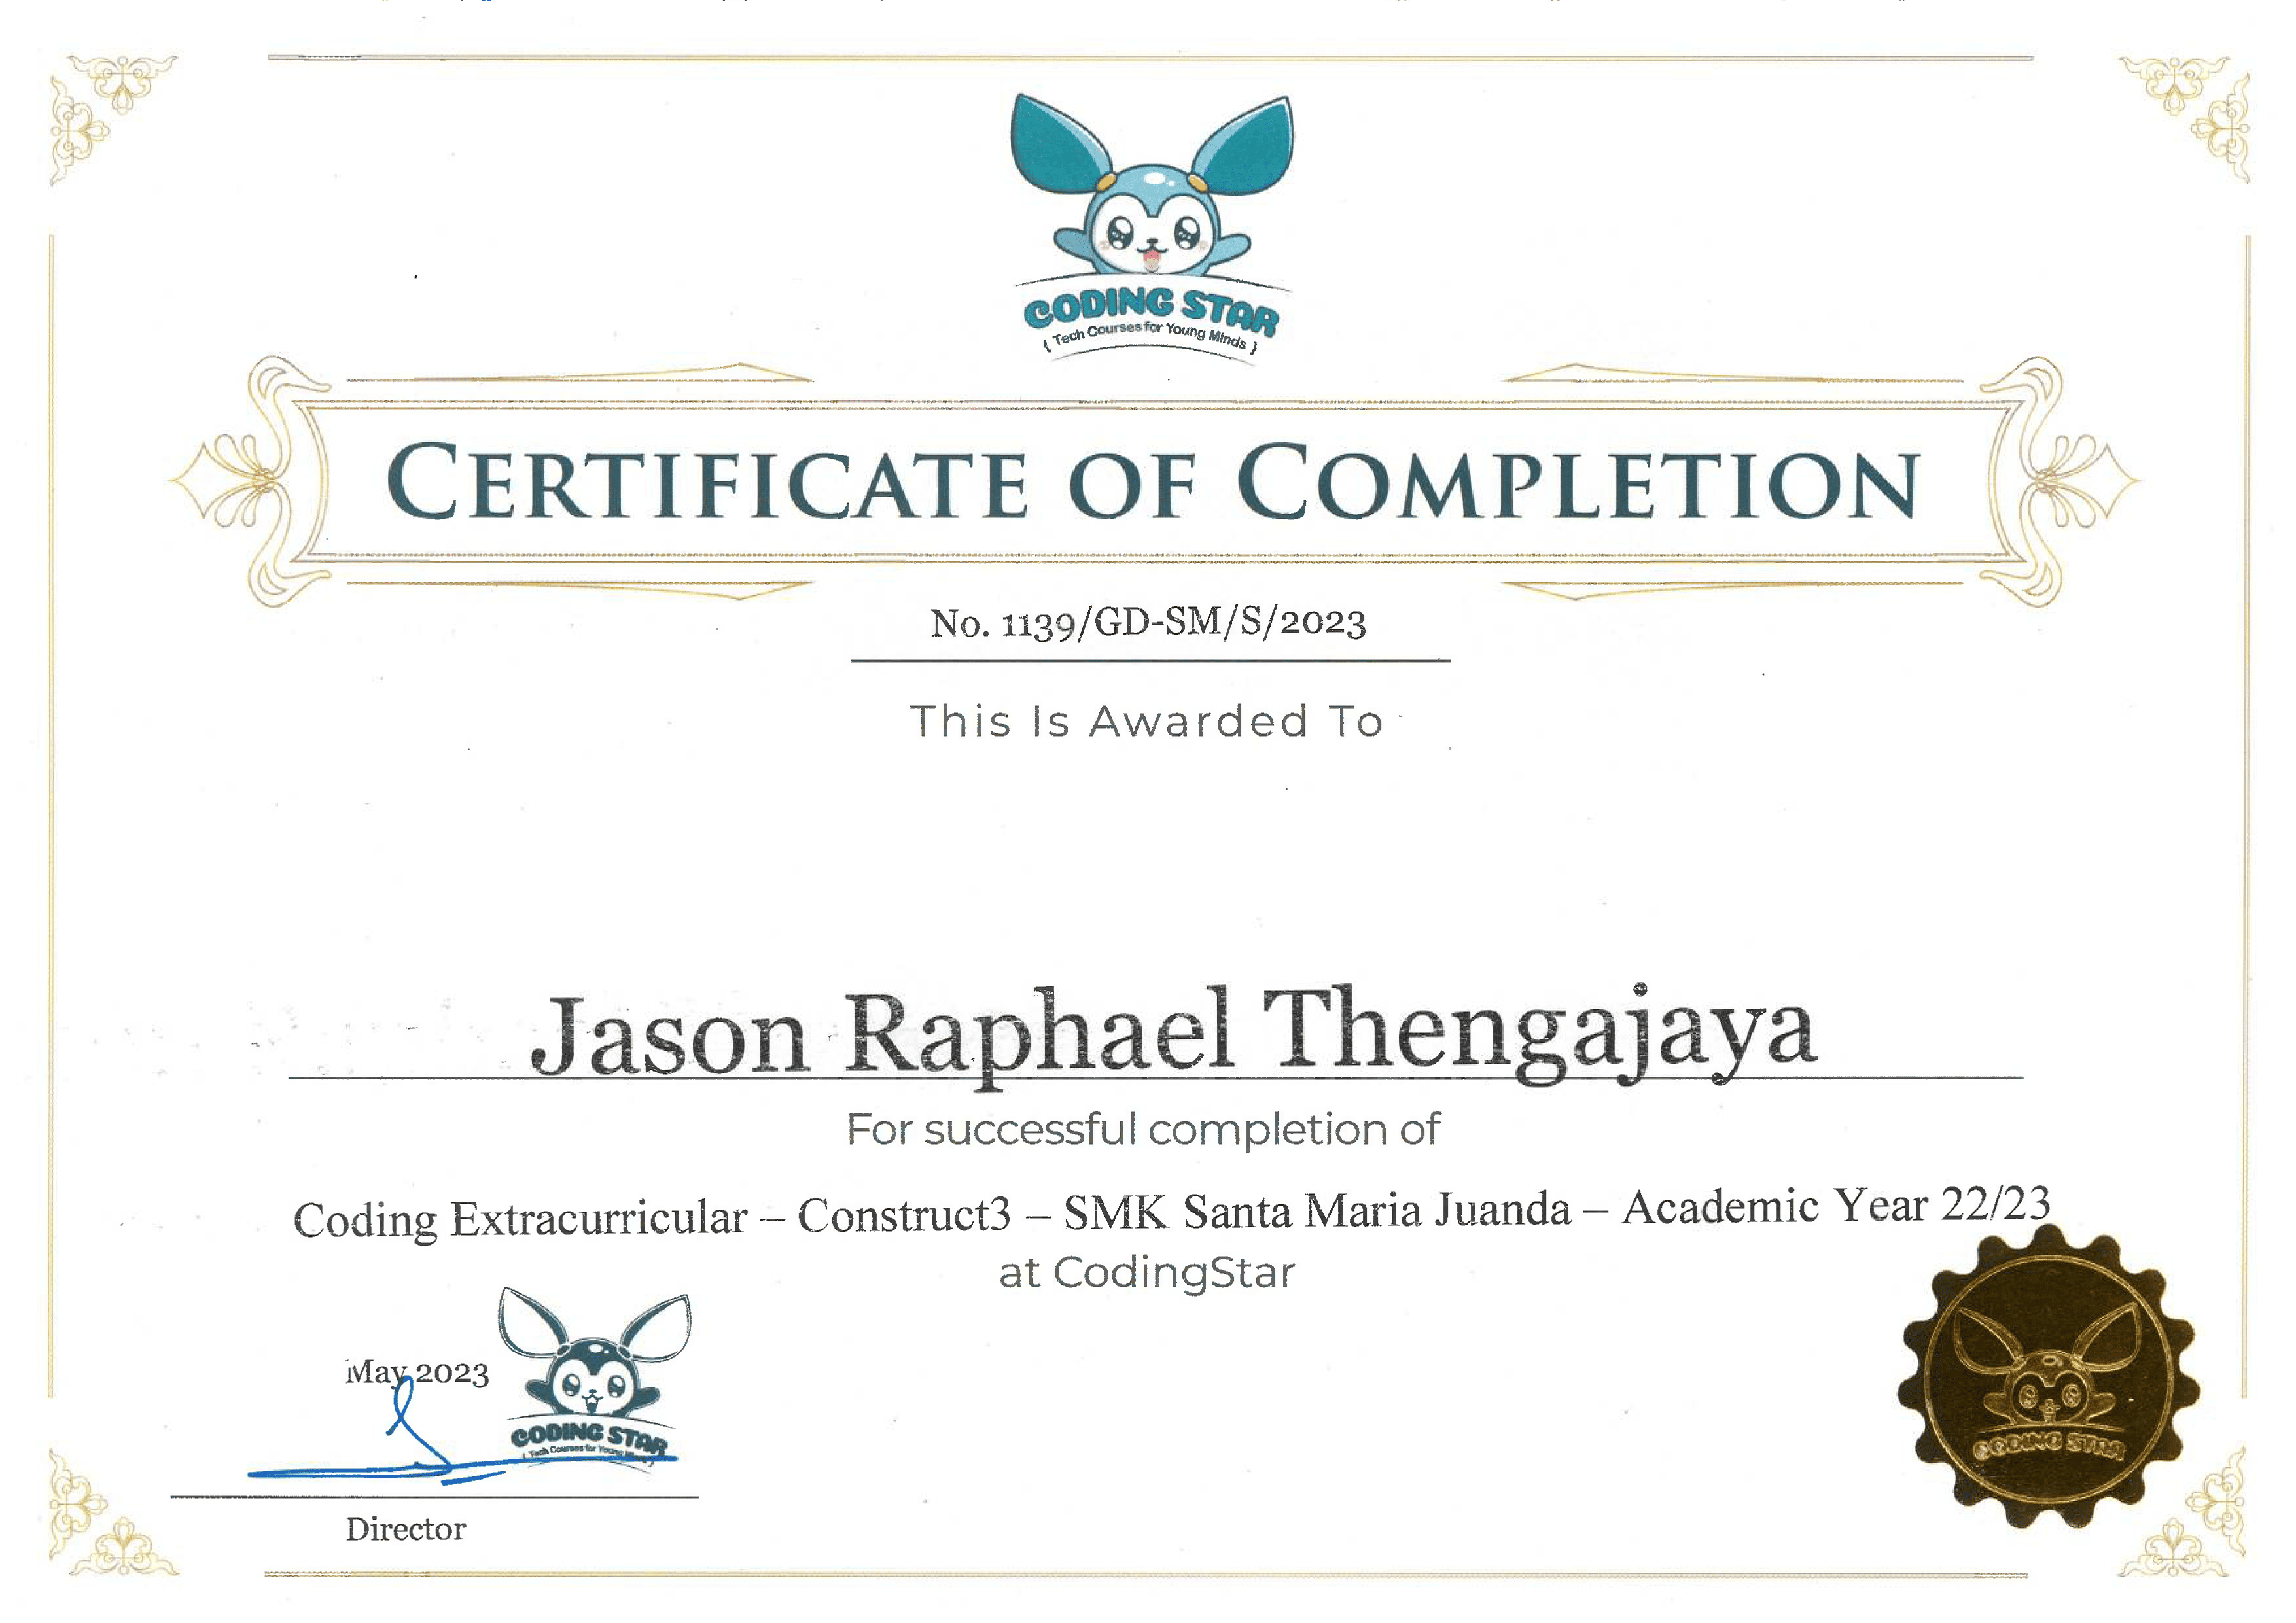 CODING STAR
{ Tech Courses for Young Minds }
CERTIFICATE OF COMPLETION
No. 1139/GD-SM/S/2023
This Is Awarded To
Jason Raphael Thengajaya
For successful completion of
Coding Extracurricular – Construct3 – SMK Santa Maria Juanda – Academic Year 22/23
at CodingStar
May 2023
CODING STAR
{ Tech Courses for Young
Director
CODING STAR